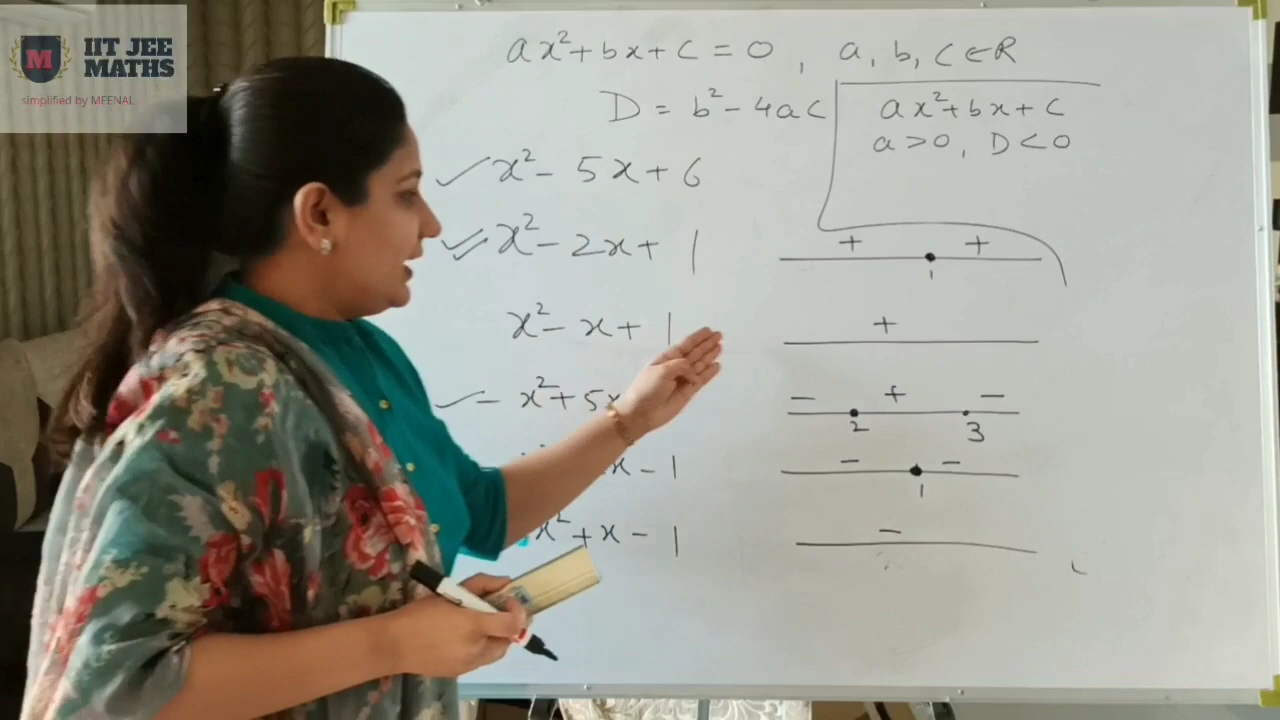 IIT JEE
MATHS
simplified by MEENAL
M
ax²+bx+c=0, a, b, c∈R
D = b²-4ac
ax²+bx+c
a>0, D<0
x²- 5x+6
x²-2x+1
+ +
1
x²-x+1
+
- x²+5x
- + -
2 3
x-1
- -
1
x²+x-1
-